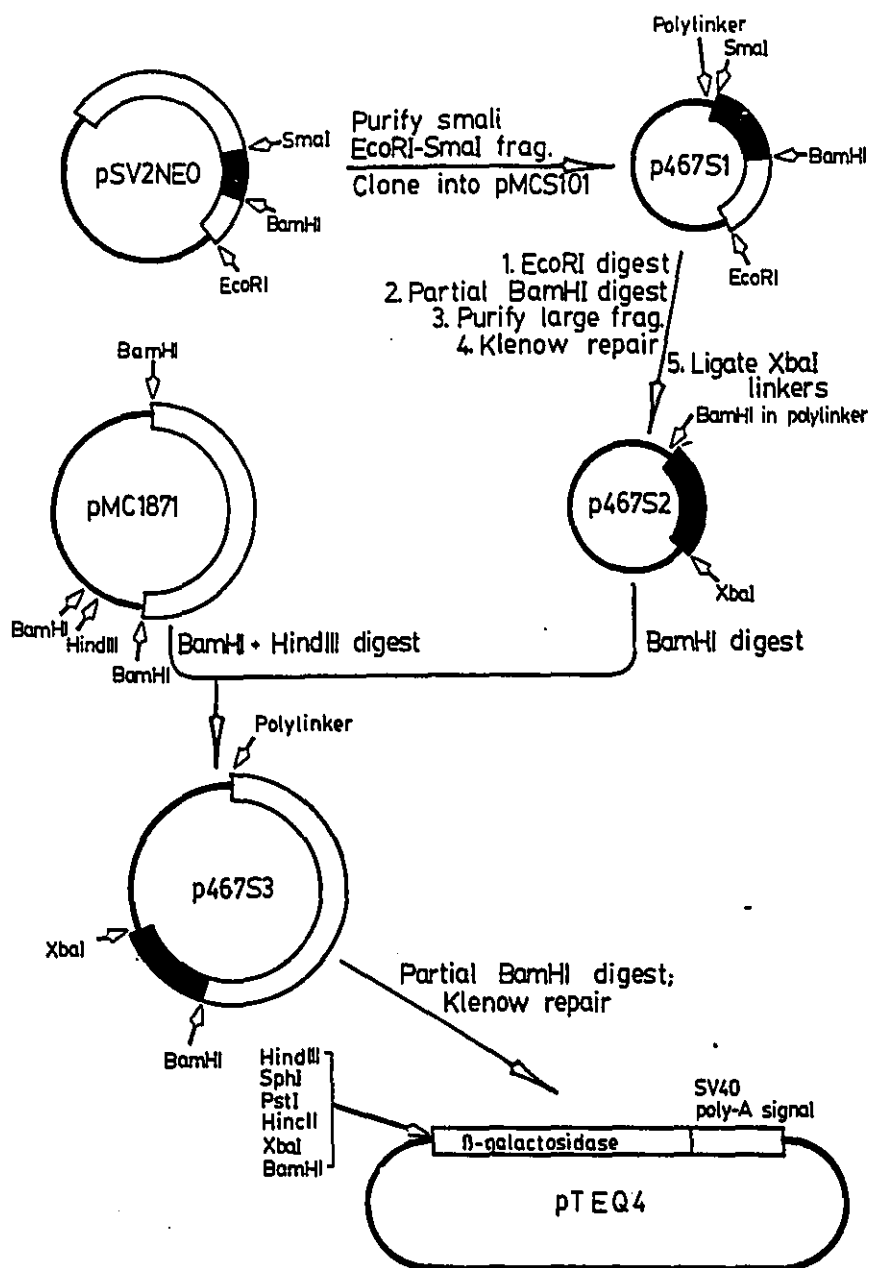 Polylinker
SmaI
pSV2NEO
SmaI
BamHI
EcoRI
Purify smali
EcoRI-SmaI frag.
Clone into pMCS101
p467S1
BamHI
EcoRI
1. EcoRI digest
2. Partial BamHI digest
3. Purify large frag.
4. Klenow repair
5. Ligate XbaI
linkers
BamHI in polylinker
BamHI
pMC1871
BamHI
HindIII
BamHI
p467S2
XbaI
BamHI + HindIII digest
BamHI digest
Polylinker
p467S3
XbaI
BamHI
Partial BamHI digest;
Klenow repair
HindIII
SphI
PstI
HincII
XbaI
BamHI
SV40
poly-A signal
ß-galactosidase
pTEQ4